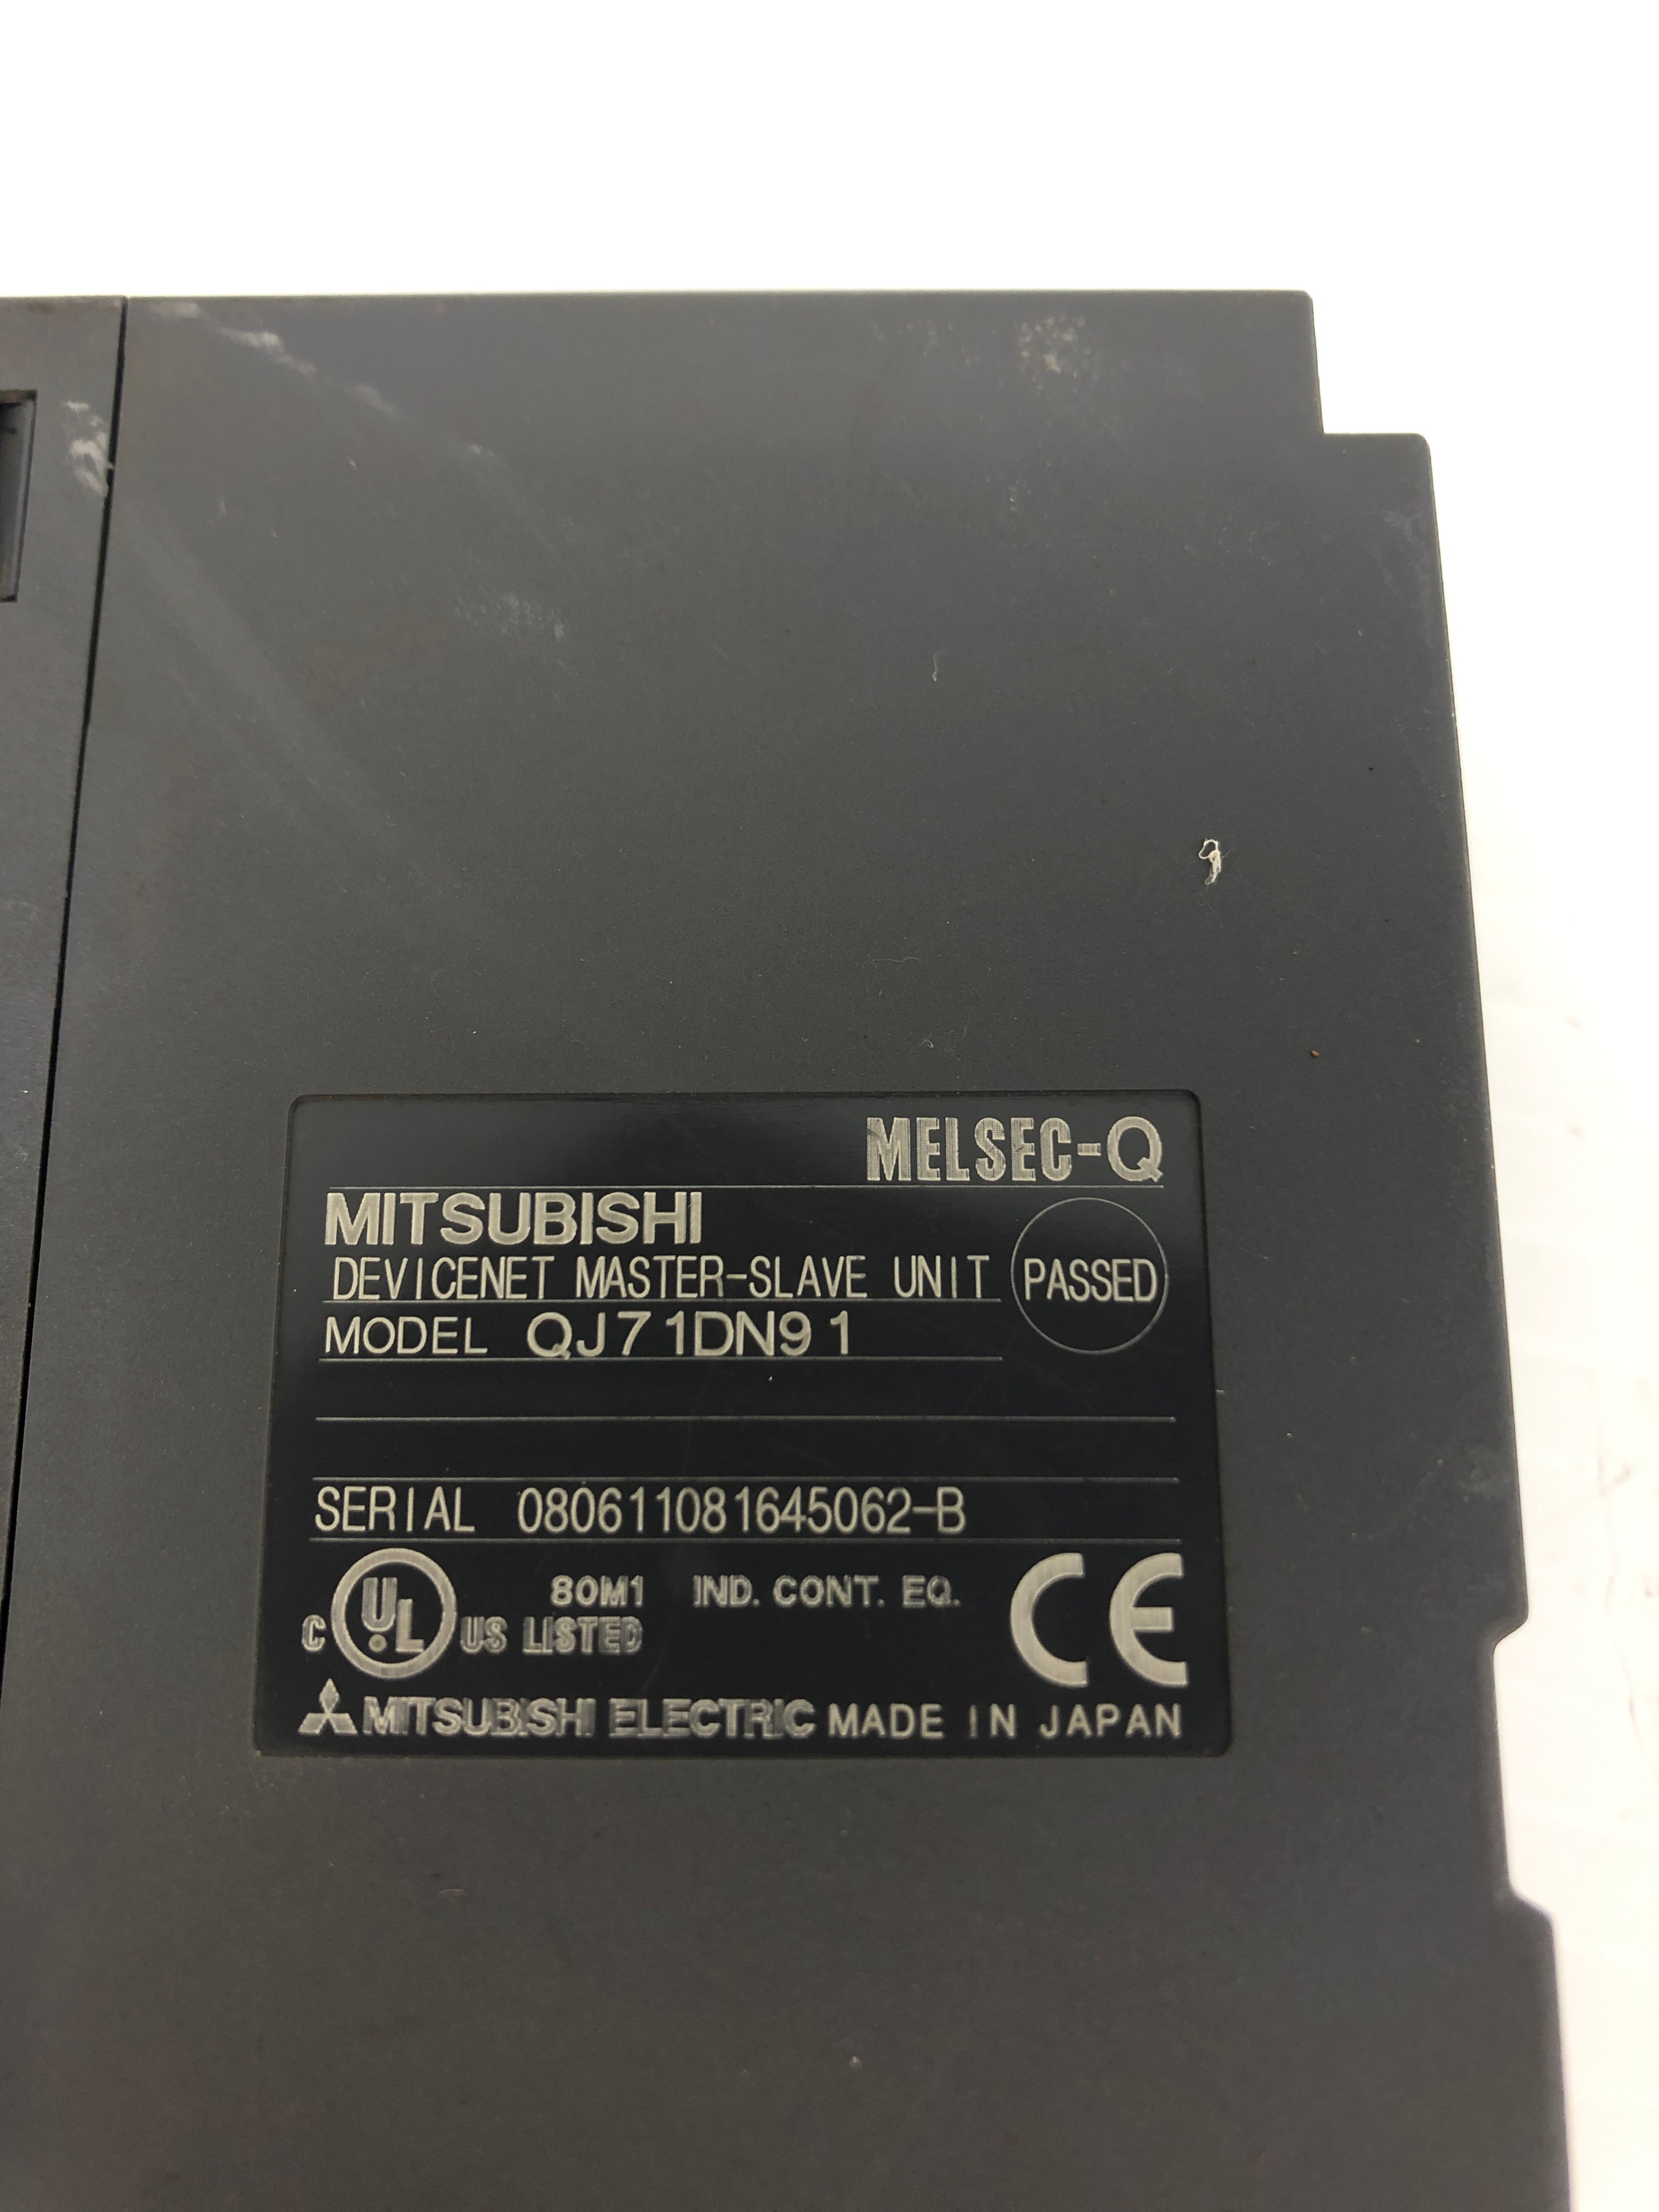 MELSEC-Q
MITSUBISHI
DEVICENET MASTER-SLAVE UNIT
PASSED
MODEL QJ71DN91
SERIAL 080611081645062-B
80M1 IND. CONT. EQ.
C UL US LISTED
CE
MITSUBISHI ELECTRIC MADE IN JAPAN